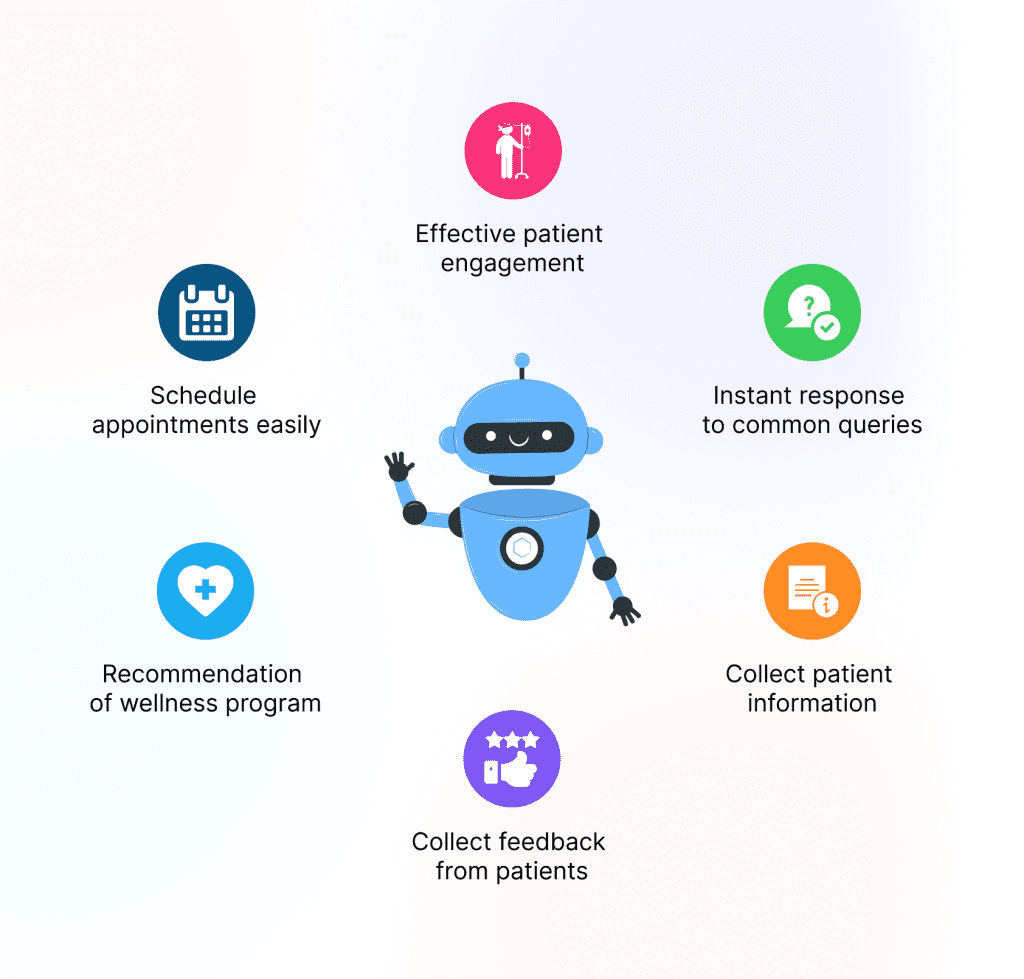 Effective patient
engagement
Schedule
appointments easily
Instant response
to common queries
Recommendation
of wellness program
Collect patient
information
Collect feedback
from patients